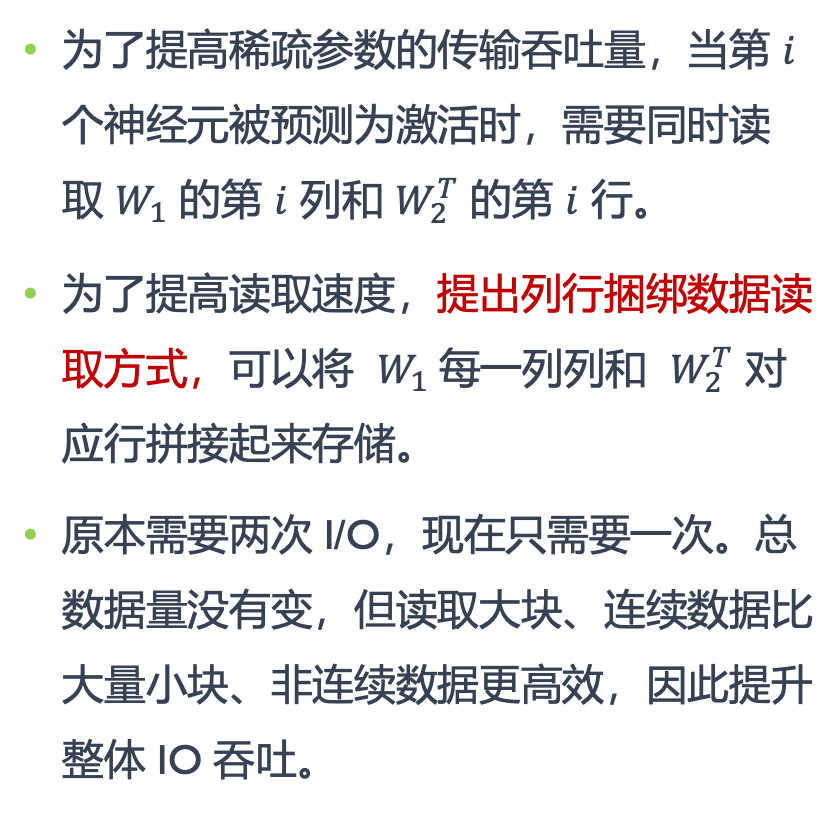 • 为了提高稀疏参数的传输吞吐量，当第 i
个神经元被预测为激活时，需要同时读
取 W₁ 的第 i 列和 W₂ᵀ 的第 i 行。
• 为了提高读取速度，提出列行捆绑数据读
取方式，可以将 W₁ 每一列列和 W₂ᵀ 对
应行拼接起来存储。
• 原本需要两次 I/O，现在只需要一次。总
数据量没有变，但读取大块、连续数据比
大量小块、非连续数据更高效，因此提升
整体 IO 吞吐。